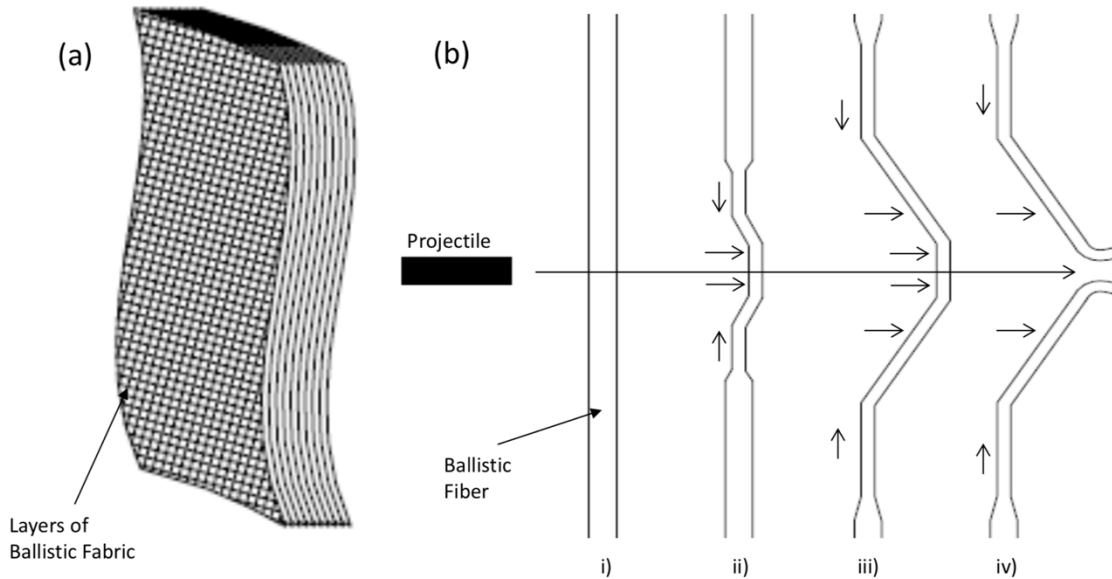 (a)
(b)
Projectile
Ballistic
Fiber
Layers of
Ballistic Fabric
i)
ii)
iii)
iv)